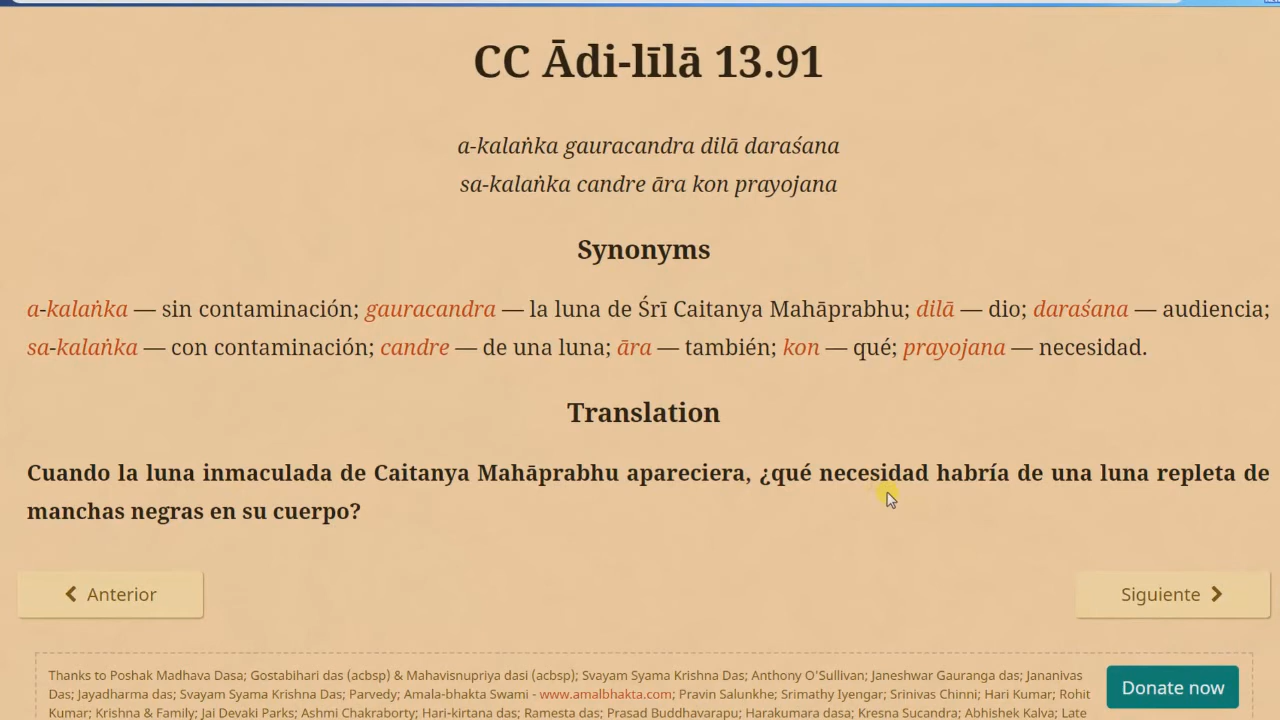 CC Ādi-līlā 13.91
a-kalaṅka gauracandra dilā daraśana
sa-kalaṅka candre āra kon prayojana
Synonyms
a-kalaṅka — sin contaminación; gauracandra — la luna de Śrī Caitanya Mahāprabhu; dilā — dio; daraśana — audiencia;
sa-kalaṅka — con contaminación; candre — de una luna; āra — también; kon — qué; prayojana — necesidad.
Translation
Cuando la luna inmaculada de Caitanya Mahāprabhu apareciera, ¿qué necesidad habría de una luna repleta de
manchas negras en su cuerpo?
Anterior
Siguiente
Thanks to Poshak Madhava Dasa; Gostabihari das (acbsp) & Mahavisnupriya dasi (acbsp); Svayam Syama Krishna Das; Anthony O'Sullivan; Janeshwar Gauranga das; Jananivas
Das; Jayadharma das; Svayam Syama Krishna Das; Parvedy; Amala-bhakta Swami - www.amalbhakta.com; Pravin Salunkhe; Srimathy Iyengar; Srinivas Chinni; Hari Kumar; Rohit
Kumar; Krishna & Family; Jai Devaki Parks; Ashmi Chakraborty; Hari-kirtana das; Ramesta das; Prasad Buddhavarapu; Harakumara dasa; Kresna Sucandra; Abhishek Kalva; Late
Donate now